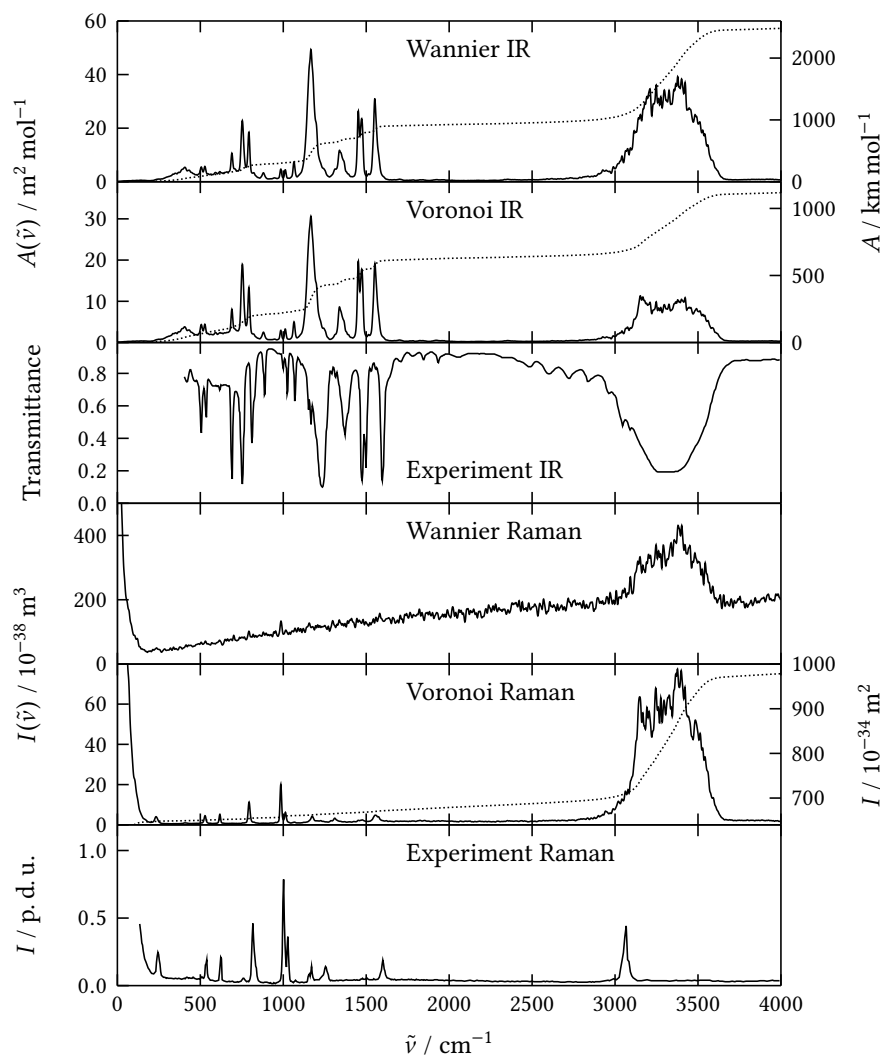 60
40
20
0
Wannier IR
2000
1000
0
30
20
10
0
Voronoi IR
1000
500
0
A(ν̃) / m² mol⁻¹
A / km mol⁻¹
0.8
0.6
0.4
0.2
0.0
Transmittance
Experiment IR
400
200
0
Wannier Raman
I(ν̃) / 10⁻³⁸ m³
60
40
20
0
Voronoi Raman
1000
900
800
700
I / 10⁻³⁴ m²
1.0
0.5
0.0
I / p. d. u.
Experiment Raman
0 500 1000 1500 2000 2500 3000 3500 4000
ν̃ / cm⁻¹